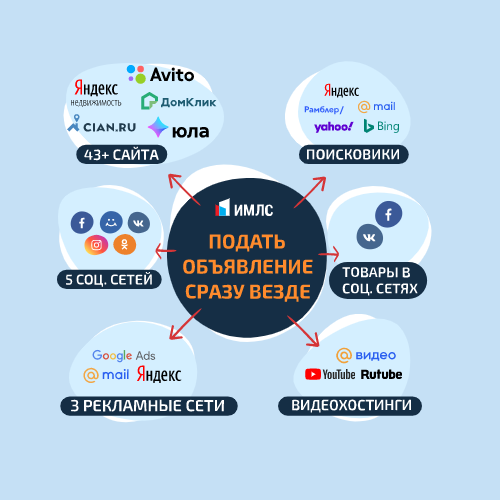 Яндекс
недвижимость
Avito
ДомКлик
CIAN.RU
юла
43+ САЙТА
Яндекс
Рамблер/
@mail
yahoo!
Bing
ПОИСКОВИКИ
ИМЛС
ПОДАТЬ
ОБЪЯВЛЕНИЕ
СРАЗУ ВЕЗДЕ
5 СОЦ. СЕТЕЙ
ТОВАРЫ В
СОЦ. СЕТЯХ
Google Ads
@mail
Яндекс
3 РЕКЛАМНЫЕ СЕТИ
@видео
YouTube
Rutube
ВИДЕОХОСТИНГИ